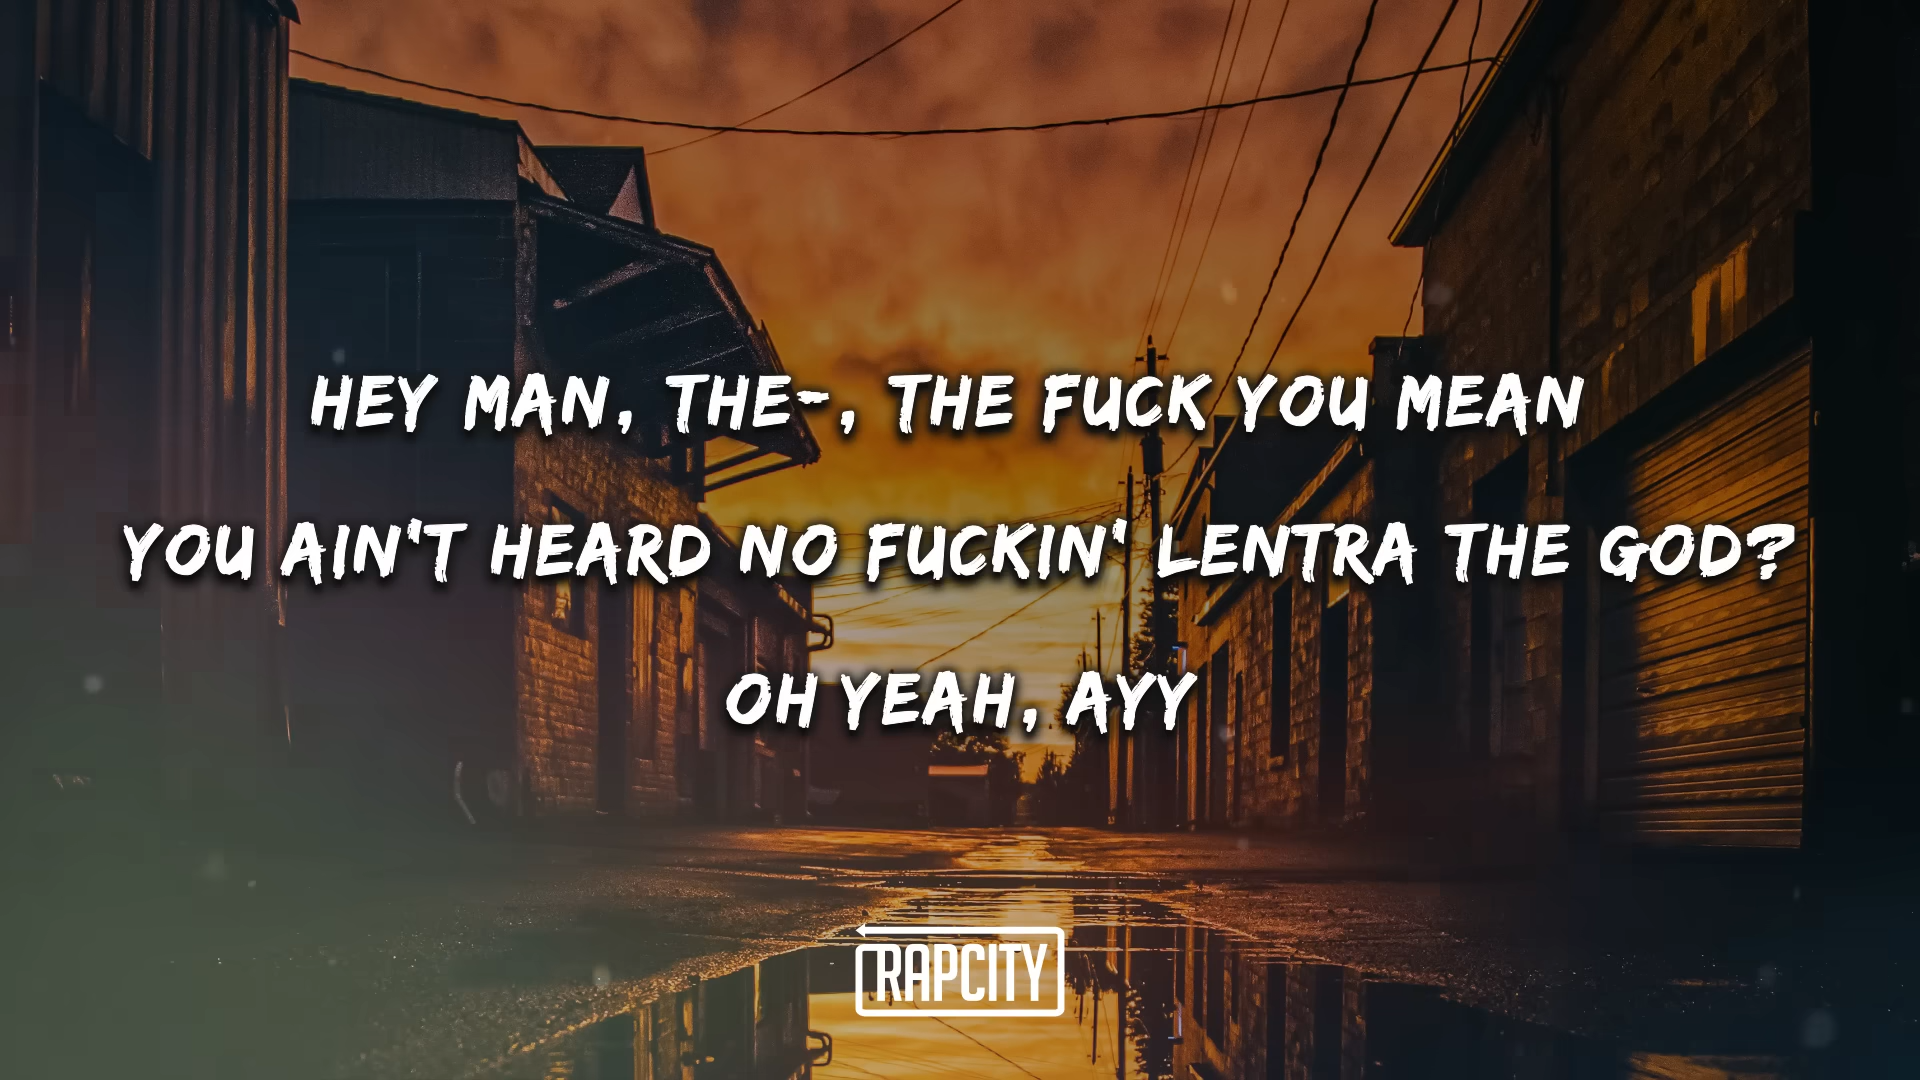 HEY MAN, THE-, THE FUCK YOU MEAN
YOU AIN'T HEARD NO FUCKIN' LENTRA THE GOD?
OH YEAH, AYY
RAPCITY